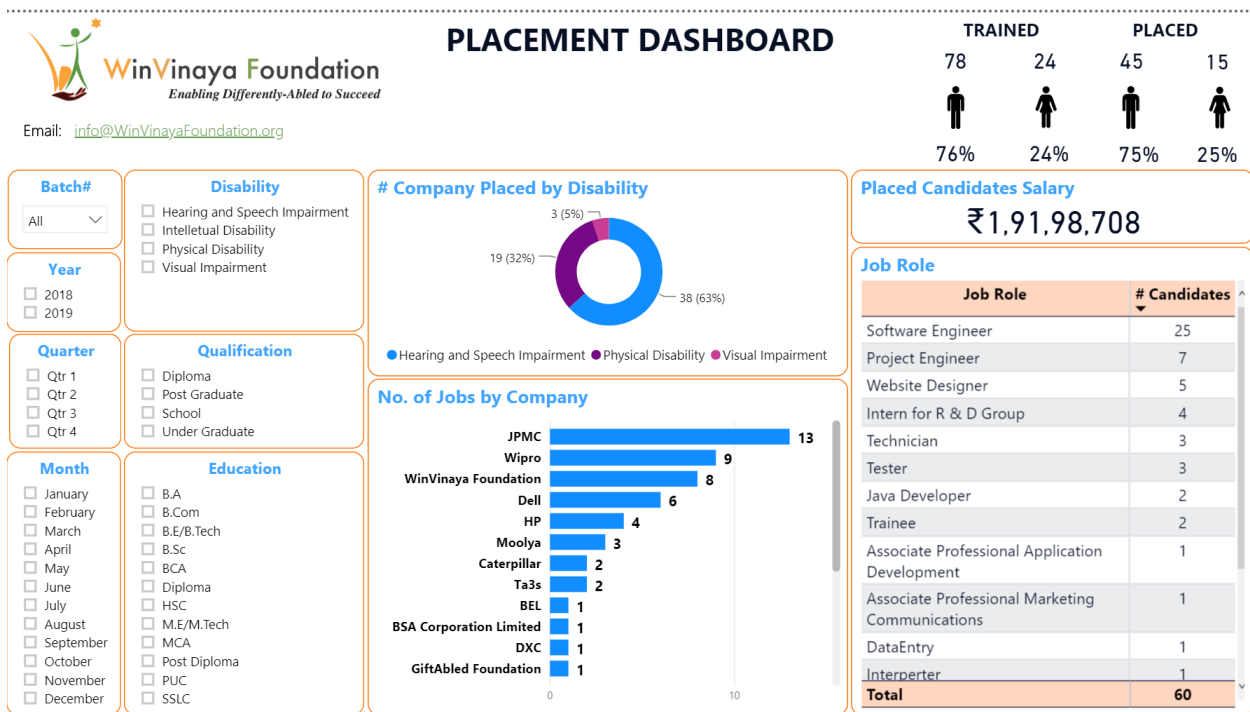 WinVinaya Foundation
Enabling Differently-Abled to Succeed
Email: info@WinVinayaFoundation.org
PLACEMENT DASHBOARD
TRAINED PLACED
78 24 45 15
76% 24% 75% 25%
Batch#
All
Year
2018
2019
Quarter
Qtr 1
Qtr 2
Qtr 3
Qtr 4
Month
January
February
March
April
May
June
July
August
September
October
November
December
Disability
Hearing and Speech Impairment
Intelletual Disability
Physical Disability
Visual Impairment
Qualification
Diploma
Post Graduate
School
Under Graduate
Education
B.A
B.Com
B.E/B.Tech
B.Sc
BCA
Diploma
HSC
M.E/M.Tech
MCA
Post Diploma
PUC
SSLC
# Company Placed by Disability
3 (5%)
19 (32%)
38 (63%)
Hearing and Speech Impairment Physical Disability Visual Impairment
No. of Jobs by Company
JPMC 13
Wipro 9
WinVinaya Foundation 8
Dell 6
HP 4
Moolya 3
Caterpillar 2
Ta3s 2
BEL 1
BSA Corporation Limited 1
DXC 1
GiftAbled Foundation 1
0 10
Placed Candidates Salary
₹1,91,98,708
Job Role
Job Role # Candidates
Software Engineer 25
Project Engineer 7
Website Designer 5
Intern for R & D Group 4
Technician 3
Tester 3
Java Developer 2
Trainee 2
Associate Professional Application 1
Development
Associate Professional Marketing 1
Communications
DataEntry 1
Interperter 1
Total 60